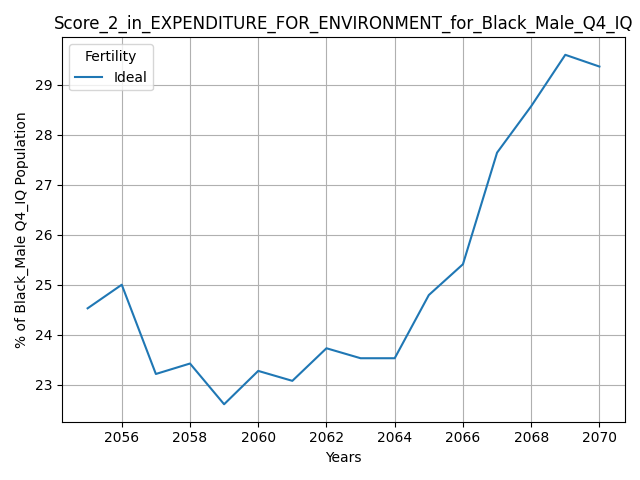 Score_2_in_EXPENDITURE_FOR_ENVIRONMENT_for_Black_Male_Q4_IQ
Fertility
Ideal
29
28
27
26
25
24
23
% of Black_Male Q4_IQ Population
2056 2058 2060 2062 2064 2066 2068 2070
Years